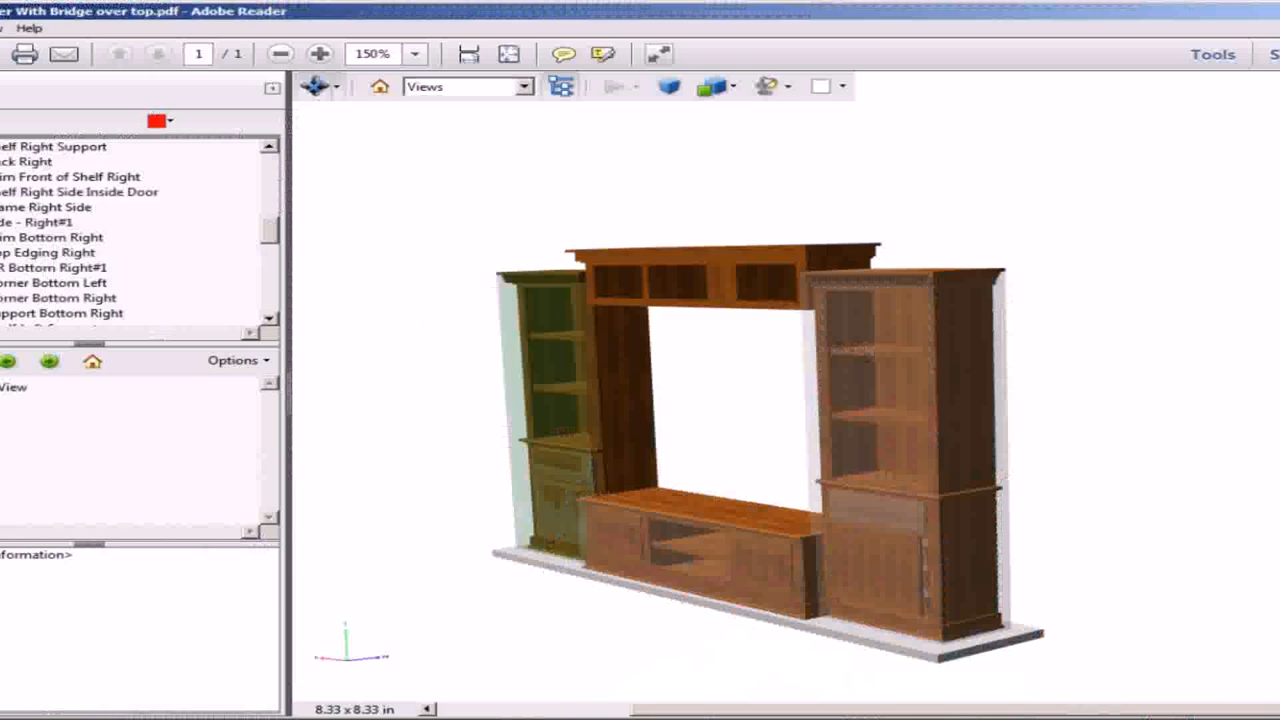 er With Bridge over top.pdf - Adobe Reader
Help
1 / 1 150% Tools S
Views
elf Right Support
ck Right
im Front of Shelf Right
elf Right Side Inside Door
ame Right Side
de - Right#1
im Bottom Right
op Edging Right
R Bottom Right#1
orner Bottom Left
orner Bottom Right
upport Bottom Right
Options
View
formation>
8.33 x 8.33 in